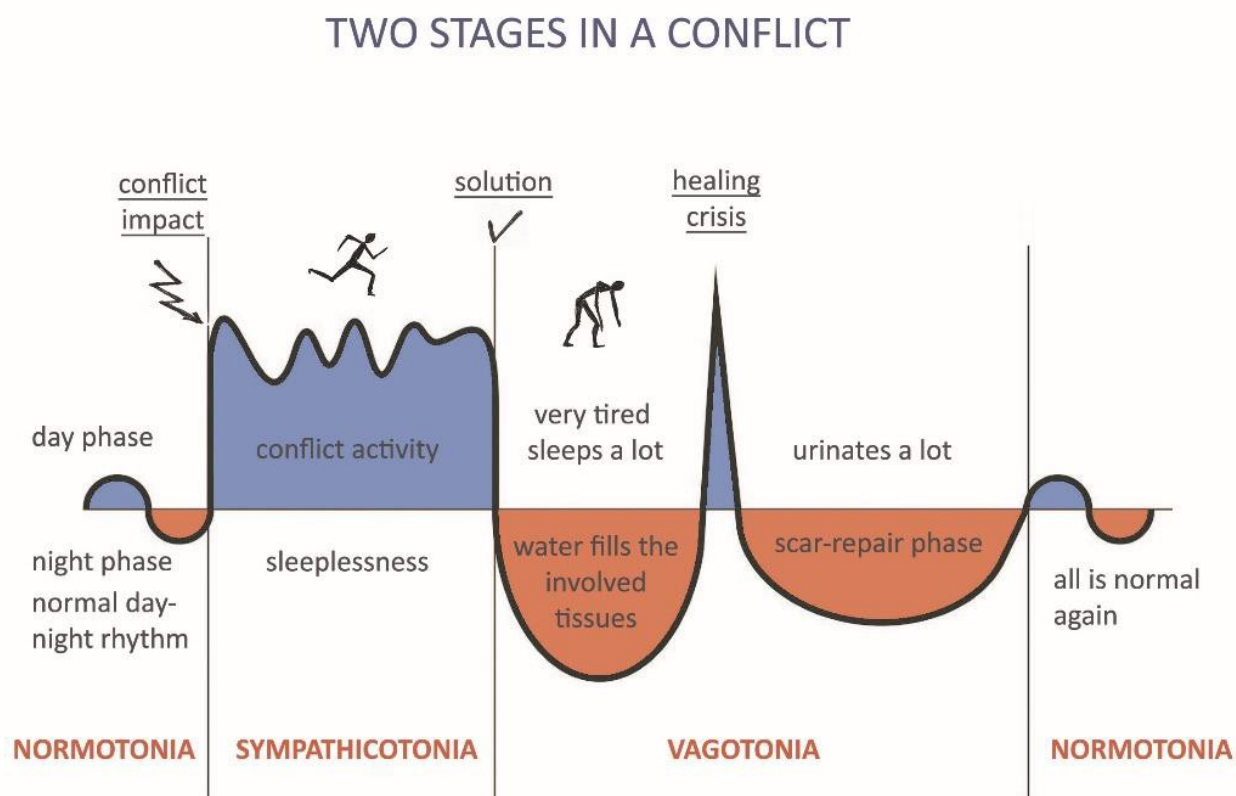 TWO STAGES IN A CONFLICT
conflict
impact
solution
healing
crisis
day phase
conflict activity
very tired
sleeps a lot
urinates a lot
night phase
normal day-
night rhythm
sleeplessness
water fills the
involved
tissues
scar-repair phase
all is normal
again
NORMOTONIA
SYMPATHICOTONIA
VAGOTONIA
NORMOTONIA